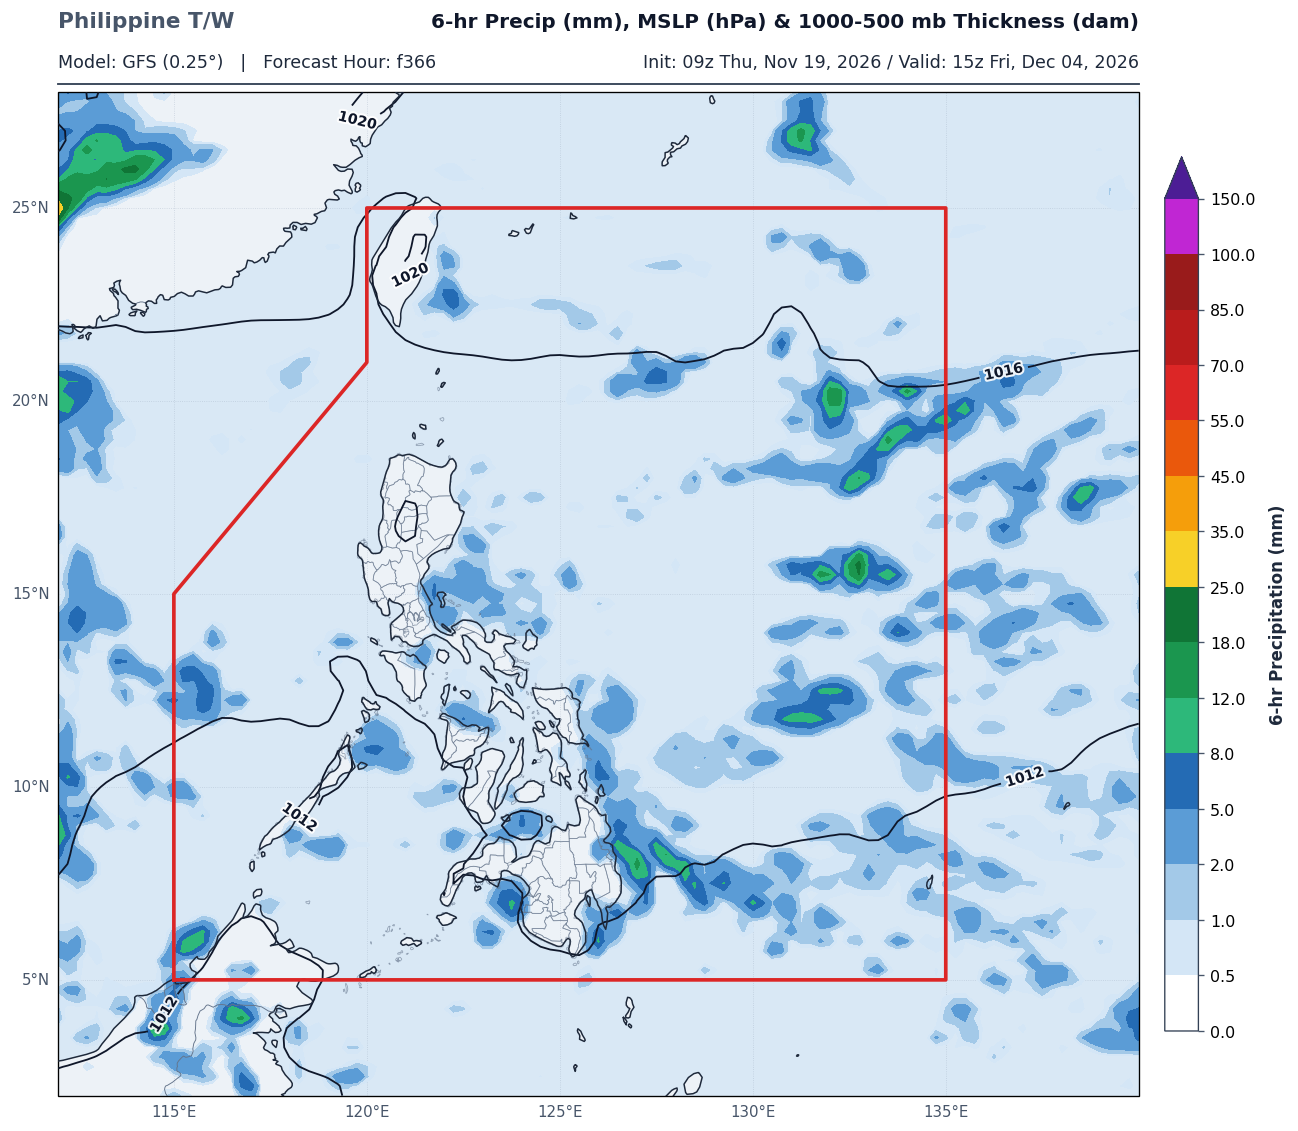 Philippine T/W
6-hr Precip (mm), MSLP (hPa) & 1000-500 mb Thickness (dam)
Model: GFS (0.25°)   |   Forecast Hour: f366
Init: 09z Thu, Nov 19, 2026 / Valid: 15z Fri, Dec 04, 2026
1020
1020
1016
1012
1012
1012
25°N
20°N
15°N
10°N
5°N
115°E
120°E
125°E
130°E
135°E
150.0
100.0
85.0
70.0
55.0
45.0
35.0
25.0
18.0
12.0
8.0
5.0
2.0
1.0
0.5
0.0
6-hr Precipitation (mm)